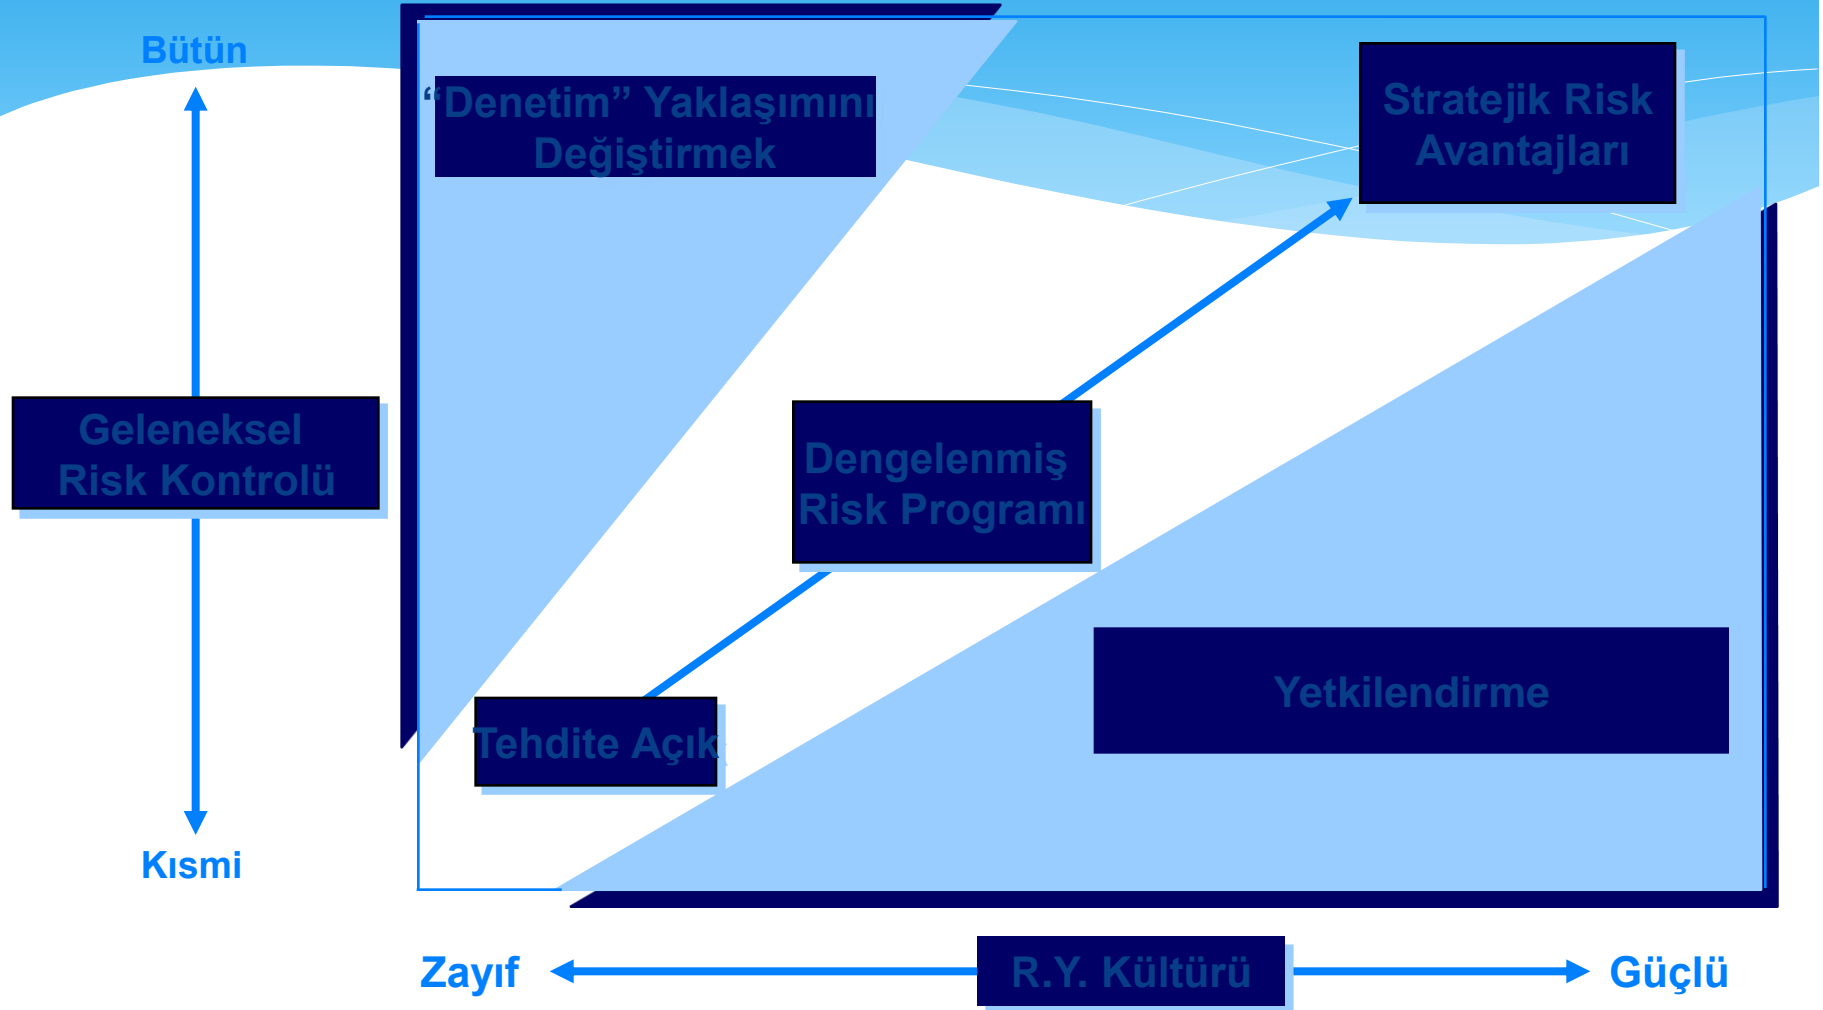 Bütün
“Denetim” Yaklaşımını
Değiştirmek
Stratejik Risk
Avantajları
Geleneksel
Risk Kontrolü
Dengelenmiş
Risk Programı
Yetkilendirme
Tehdite Açık
Kısmi
Zayıf
R.Y. Kültürü
Güçlü